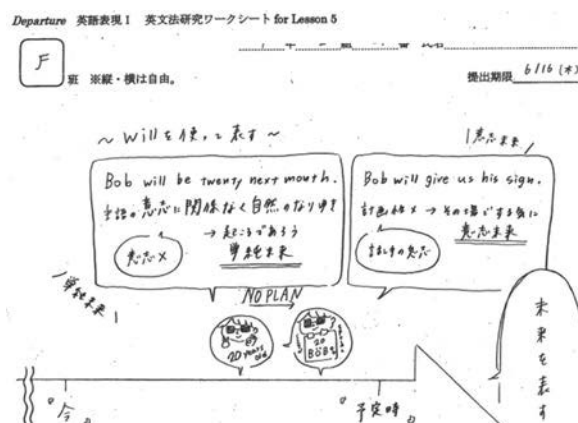 Departure 英語表現 I 英文法研究ワークシート for Lesson 5
F
班 ※縦・横は自由。
提出期限 6/16 (木)
~ Willを使って表す ~
意志未来
Bob will be twenty next month.
主語の意志に関係なく自然のなりゆき
→ 起こるであろう
単純未来
意志×
Bob will give us his sign.
計画性× → その場でする気に
意志未来
話し手の意志
単純未来
NO PLAN
20 years old
20
BOB
未来を表す
『今』
『予定時』